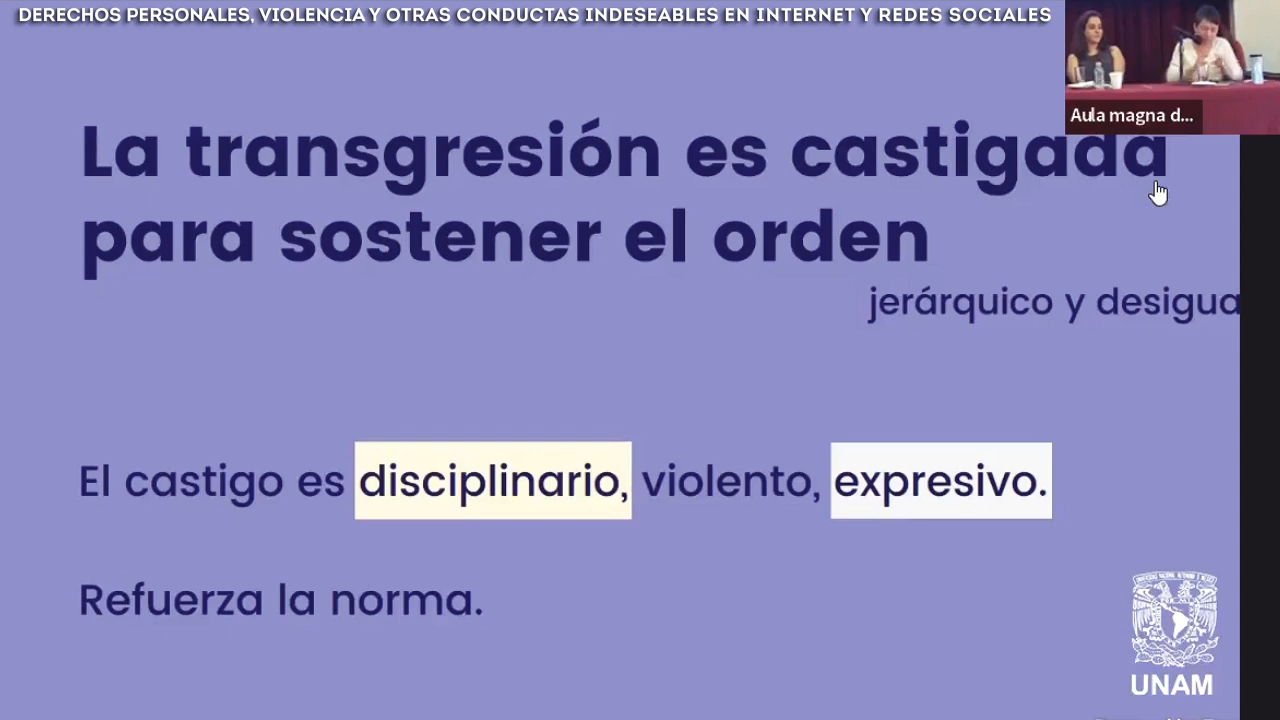 DERECHOS PERSONALES, VIOLENCIA Y OTRAS CONDUCTAS INDESEABLES EN INTERNET Y REDES SOCIALES
Aula magna d...
La transgresión es castigada
para sostener el orden
jerárquico y desigua
El castigo es disciplinario, violento, expresivo.
Refuerza la norma.
UNAM